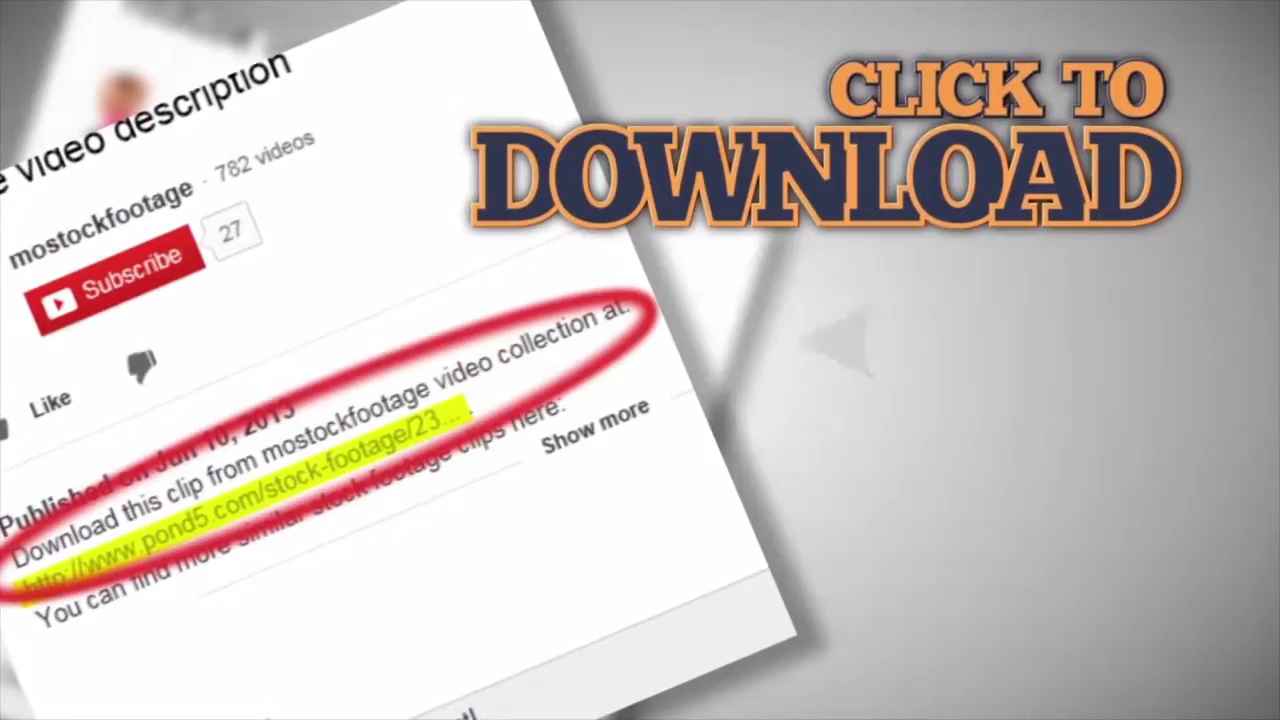 CLICK TO
DOWNLOAD
video description
mostockfootage · 782 videos
Subscribe 27
Like
Published on Jun 10, 2013
Download this clip from mostockfootage video collection at:
http://www.pond5.com/stock-footage/23... .
You can find more similar stock footage clips here:
Show more